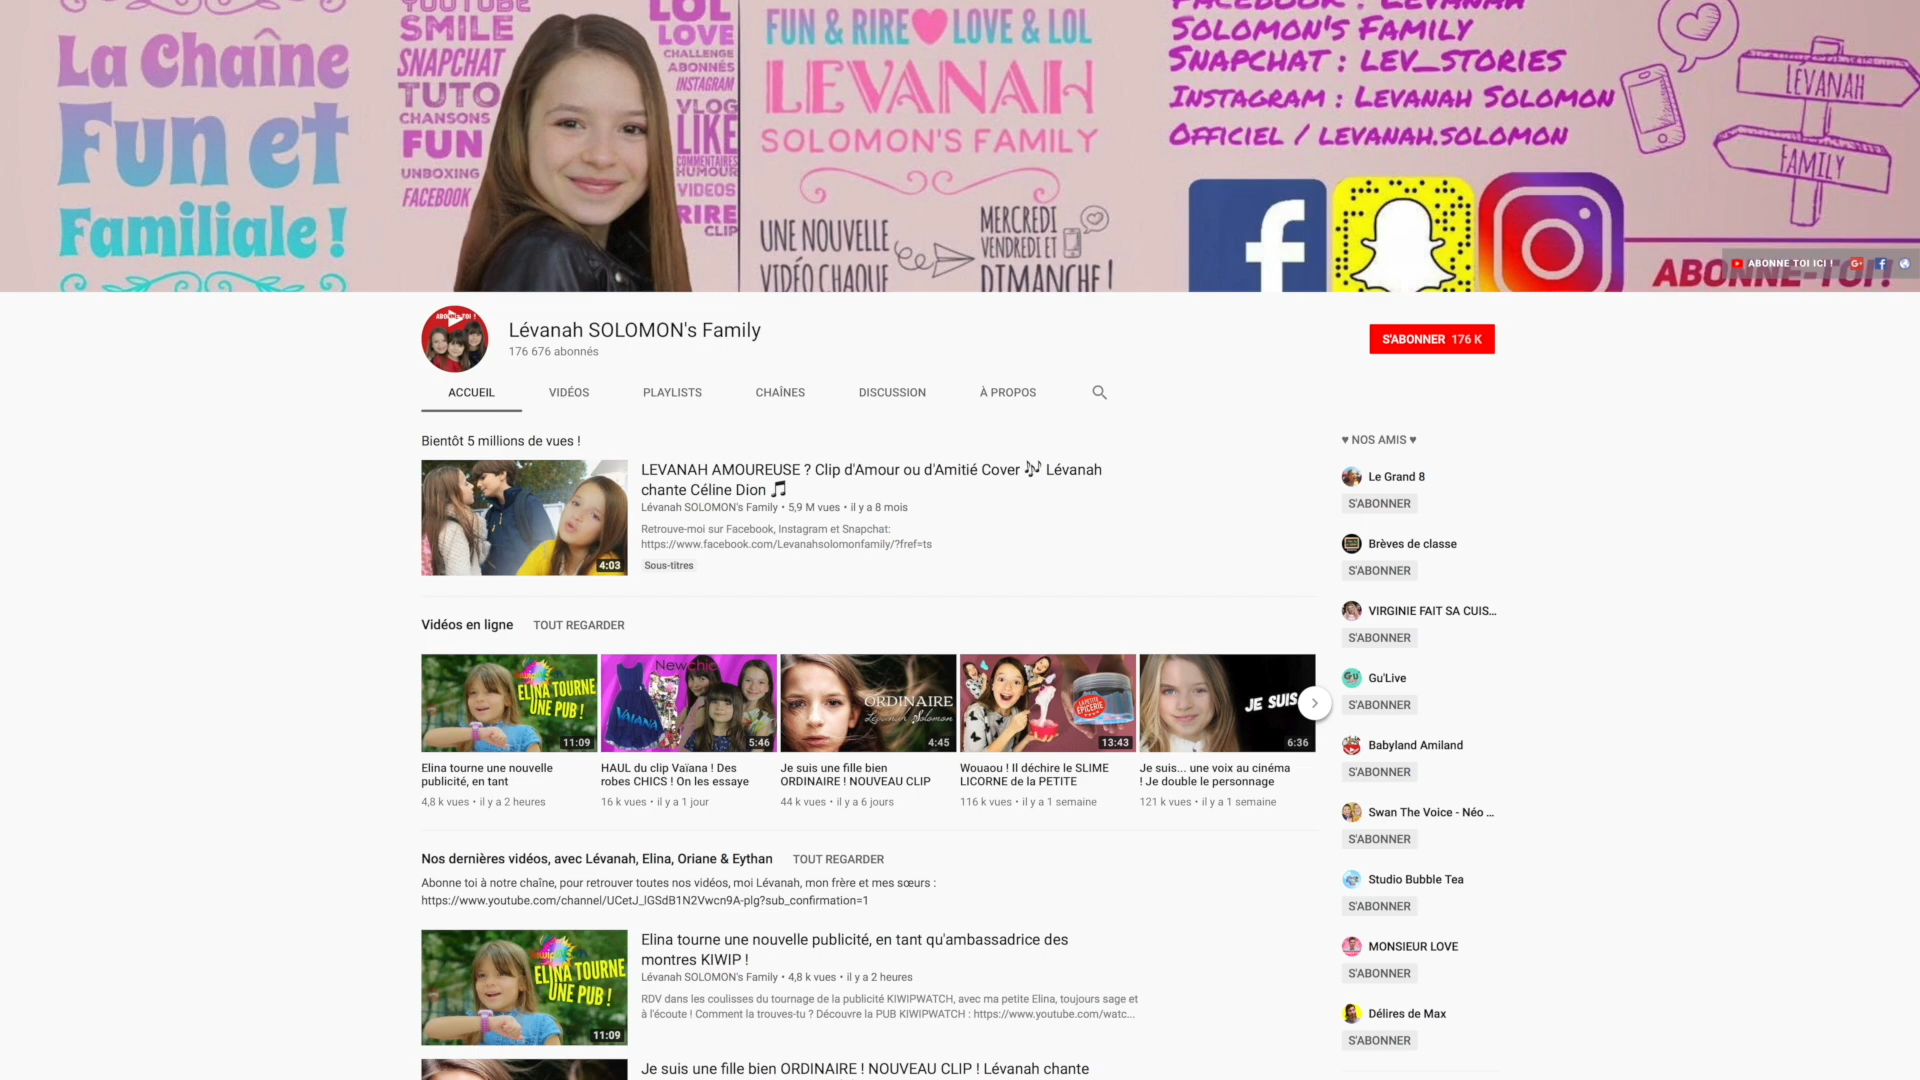 La Chaîne
Fun et
Familiale !
YOUTUBE
SMILE
SNAPCHAT
TUTO
CHANSONS
FUN
UNBOXING
FACEBOOK
LOL
LOVE
CHALLENGE
ABONNÉS
INSTAGRAM
VLOG
LIKE
COMMENTAIRES
HUMOUR
VIDEOS
RIRE
CLIP
FUN & RIRE♥LOVE & LOL
LEVANAH
SOLOMON'S FAMILY
UNE NOUVELLE
VIDÉO CHAQUE
MERCREDI
VENDREDI ET
DIMANCHE !
FACEBOOK : LEVANAH
SOLOMON'S FAMILY
SNAPCHAT : LEV_STORIES
INSTAGRAM : LEVANAH SOLOMON
OFFICIEL / LEVANAH.SOLOMON
LEVANAH
FAMILY
ABONNE-TOI!
ABONNE TOI ICI !
ABONNE-TOI !
Lévanah SOLOMON's Family
176 676 abonnés
S'ABONNER 176 K
ACCUEIL VIDÉOS PLAYLISTS CHAÎNES DISCUSSION À PROPOS
Bientôt 5 millions de vues !
4:03
LEVANAH AMOUREUSE ? Clip d'Amour ou d'Amitié Cover 🎶 Lévanah
chante Céline Dion 🎵
Lévanah SOLOMON's Family • 5,9 M vues • il y a 8 mois
Retrouve-moi sur Facebook, Instagram et Snapchat:
https://www.facebook.com/Levanahsolomonfamily/?fref=ts
Sous-titres
Vidéos en ligne TOUT REGARDER
ELINA TOURNE
UNE PUB !
11:09
Elina tourne une nouvelle
publicité, en tant
4,8 k vues • il y a 2 heures
Newchic
VAIANA
5:46
HAUL du clip Vaïana ! Des
robes CHICS ! On les essaye
16 k vues • il y a 1 jour
ORDINAIRE
Levanah Solomon
4:45
Je suis une fille bien
ORDINAIRE ! NOUVEAU CLIP
44 k vues • il y a 6 jours
LA PETITE
EPICERIE
13:43
Wouaou ! Il déchire le SLIME
LICORNE de la PETITE
116 k vues • il y a 1 semaine
JE SUIS
6:36
Je suis... une voix au cinéma
! Je double le personnage
121 k vues • il y a 1 semaine
Nos dernières vidéos, avec Lévanah, Elina, Oriane & Eythan TOUT REGARDER
Abonne toi à notre chaîne, pour retrouver toutes nos vidéos, moi Lévanah, mon frère et mes sœurs :
https://www.youtube.com/channel/UCetJ_lGSdB1N2Vwcn9A-plg?sub_confirmation=1
ELINA TOURNE
UNE PUB !
11:09
Elina tourne une nouvelle publicité, en tant qu'ambassadrice des
montres KIWIP !
Lévanah SOLOMON's Family • 4,8 k vues • il y a 2 heures
RDV dans les coulisses du tournage de la publicité KIWIPWATCH, avec ma petite Elina, toujours sage et
à l'écoute ! Comment la trouves-tu ? Découvre la PUB KIWIPWATCH : https://www.youtube.com/watc...
Je suis une fille bien ORDINAIRE ! NOUVEAU CLIP ! Lévanah chante
♥ NOS AMIS ♥
Le Grand 8
S'ABONNER
Brèves de classe
S'ABONNER
VIRGINIE FAIT SA CUIS...
S'ABONNER
Gu'Live
S'ABONNER
Babyland Amiland
S'ABONNER
Swan The Voice - Néo ...
S'ABONNER
Studio Bubble Tea
S'ABONNER
MONSIEUR LOVE
S'ABONNER
Délires de Max
S'ABONNER